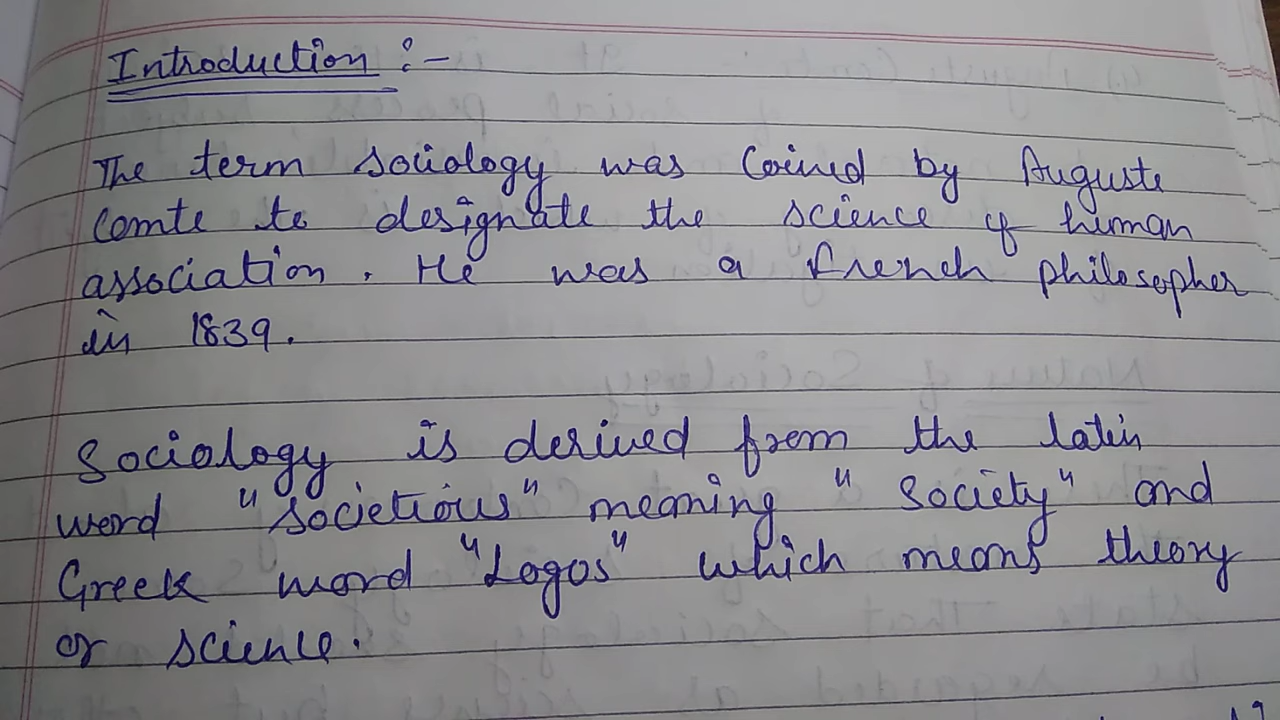 Introduction :-
The term sociology was Coined by Auguste
Comte to designate the science of human
association. He was a french philosopher
in 1839.
Sociology is derived from the latin
word "societious" meaning "Society" and
Greek word "Logos" which means theory
or science.